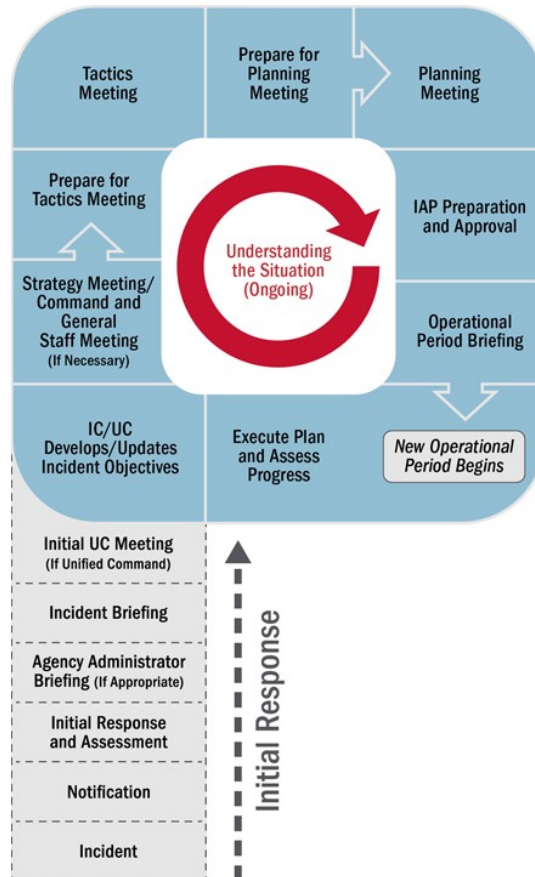 Tactics
Meeting
Prepare for
Planning
Meeting
Planning
Meeting
Prepare for
Tactics Meeting
Understanding
the Situation
(Ongoing)
IAP Preparation
and Approval
Strategy Meeting/
Command and
General
Staff Meeting
(If Necessary)
Operational
Period Briefing
IC/UC
Develops/Updates
Incident Objectives
Execute Plan
and Assess
Progress
New Operational
Period Begins
Initial UC Meeting
(If Unified Command)
Incident Briefing
Agency Administrator
Briefing (If Appropriate)
Initial Response
and Assessment
Notification
Incident
Initial Response